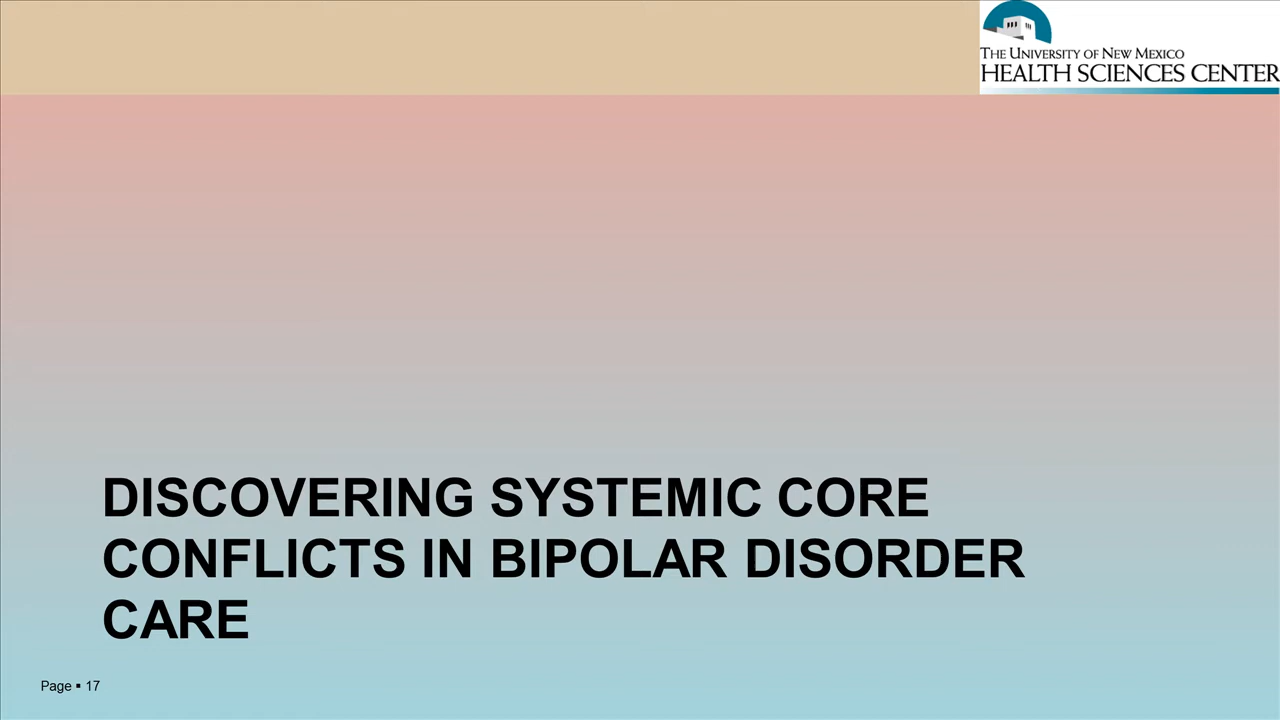 THE UNIVERSITY OF NEW MEXICO
HEALTH SCIENCES CENTER
DISCOVERING SYSTEMIC CORE
CONFLICTS IN BIPOLAR DISORDER
CARE
Page ▪ 17